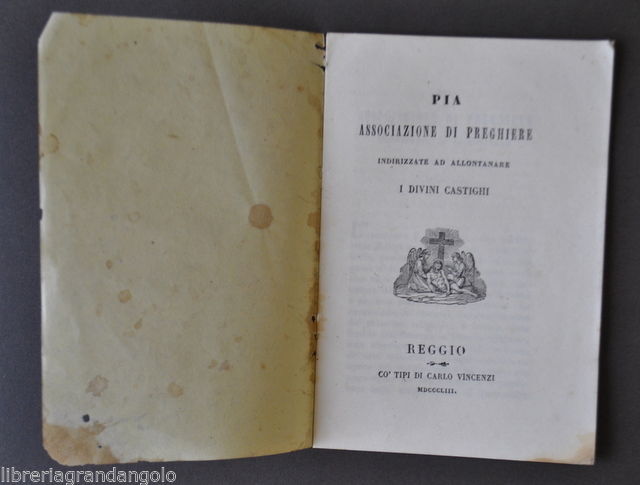 PIA
ASSOCIAZIONE DI PREGHIERE
INDIRIZZATE AD ALLONTANARE
I DIVINI CASTIGHI
REGGIO
CO' TIPI DI CARLO VINCENZI
MDCCCLIII.
libreriagrandangolo